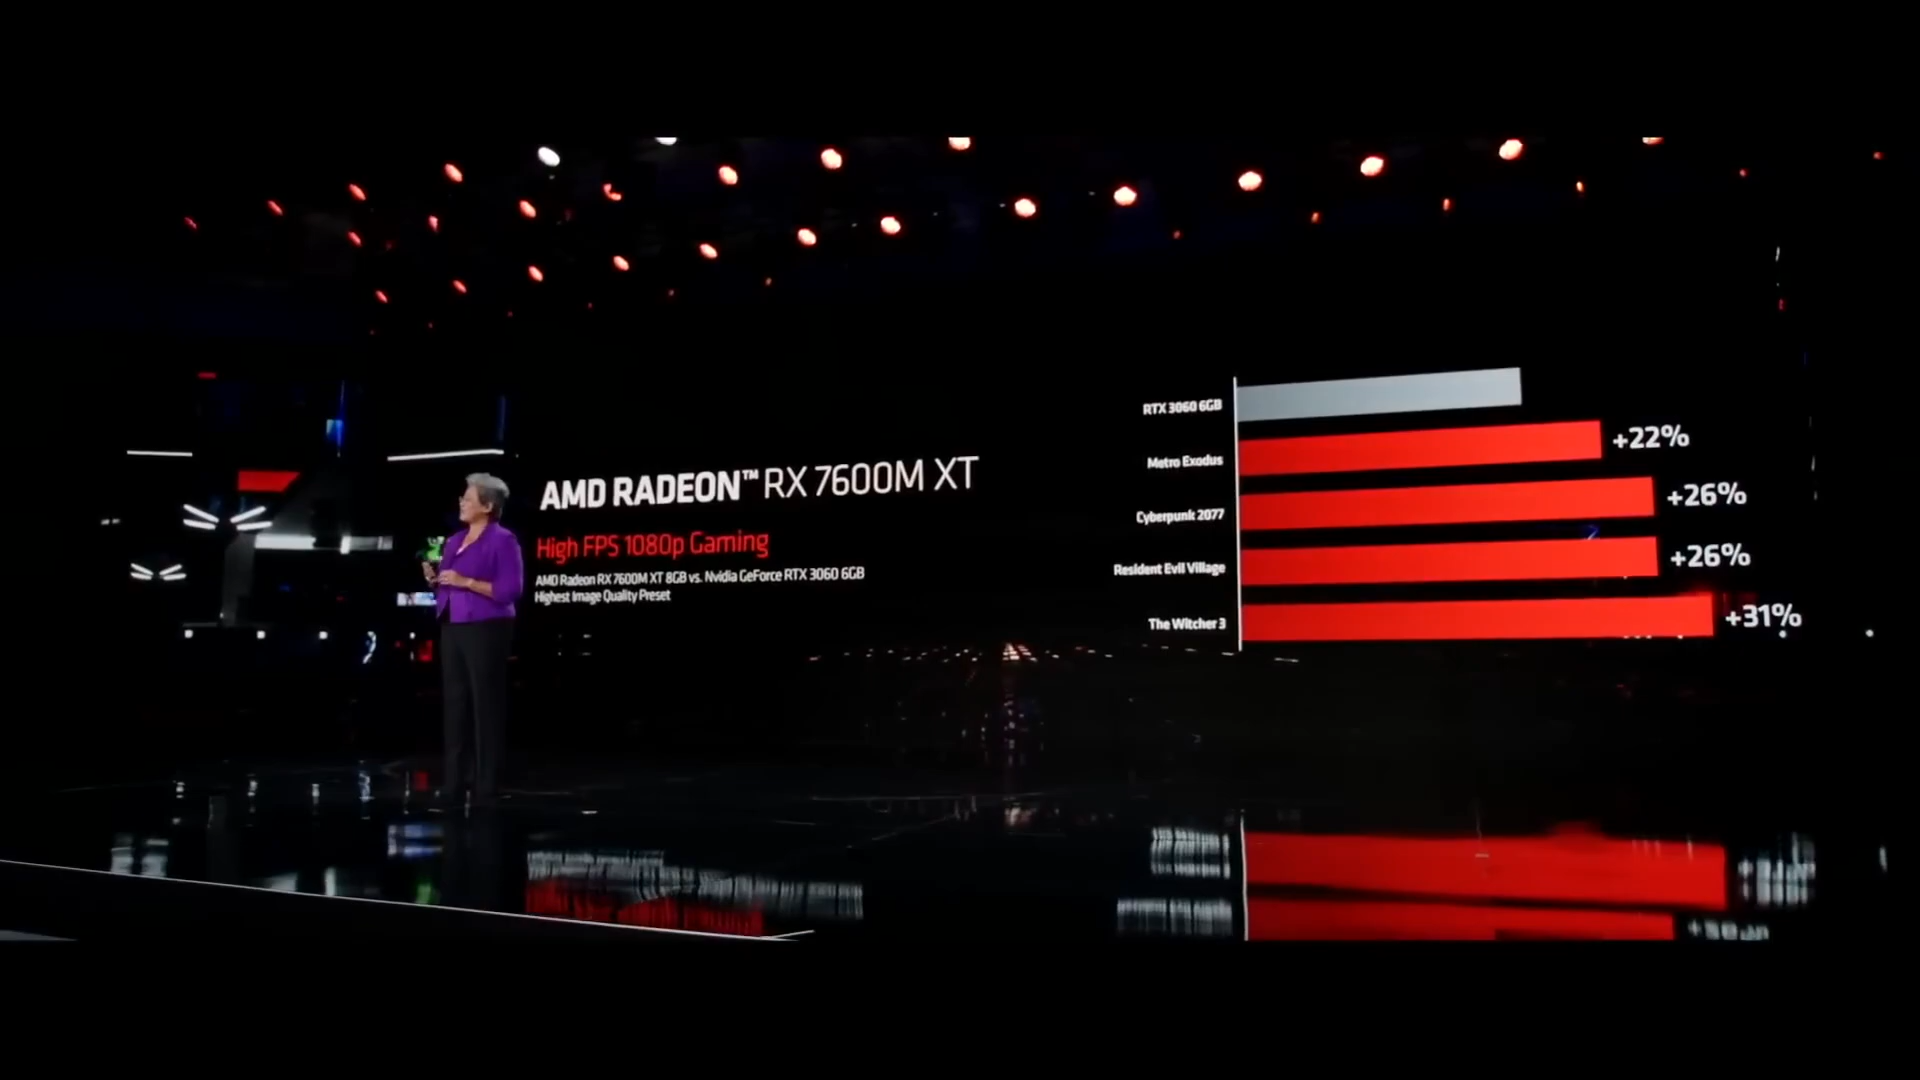 AMD RADEON™ RX 7600M XT
High FPS 1080p Gaming
AMD Radeon RX 7600M XT 8GB vs. Nvidia GeForce RTX 3060 6GB
Highest Image Quality Preset
RTX 3060 6GB
Metro Exodus +22%
Cyberpunk 2077 +26%
Resident Evil Village +26%
The Witcher 3 +31%